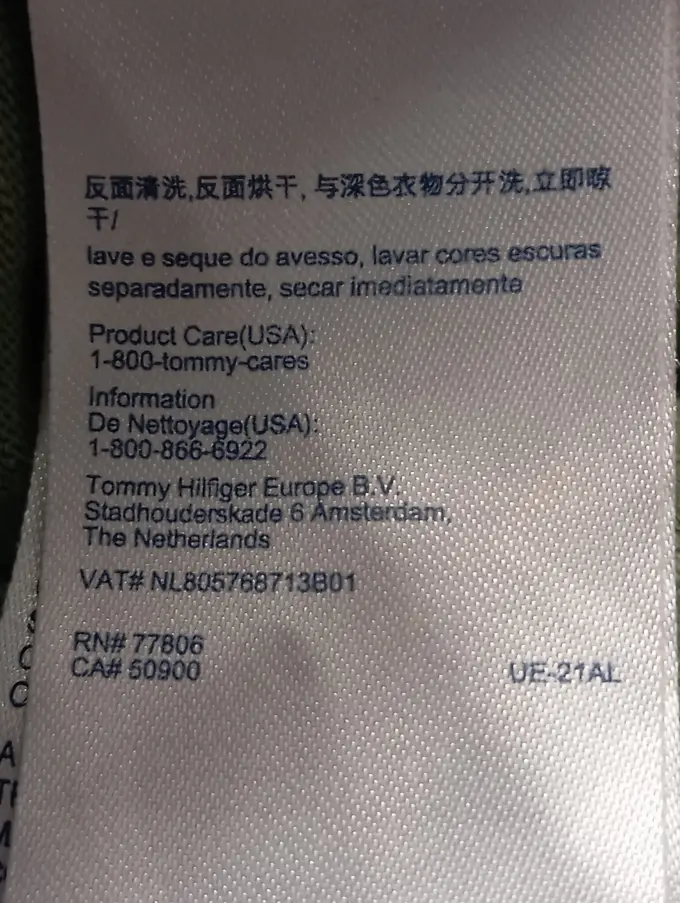 反面清洗,反面烘干, 与深色衣物分开洗,立即晾
干/
lave e seque do avesso, lavar cores escuras
separadamente, secar imediatamente
Product Care(USA):
1-800-tommy-cares
Information
De Nettoyage(USA):
1-800-866-6922
Tommy Hilfiger Europe B.V.
Stadhouderskade 6 Amsterdam,
The Netherlands
VAT# NL805768713B01
RN# 77806
CA# 50900 UE-21AL